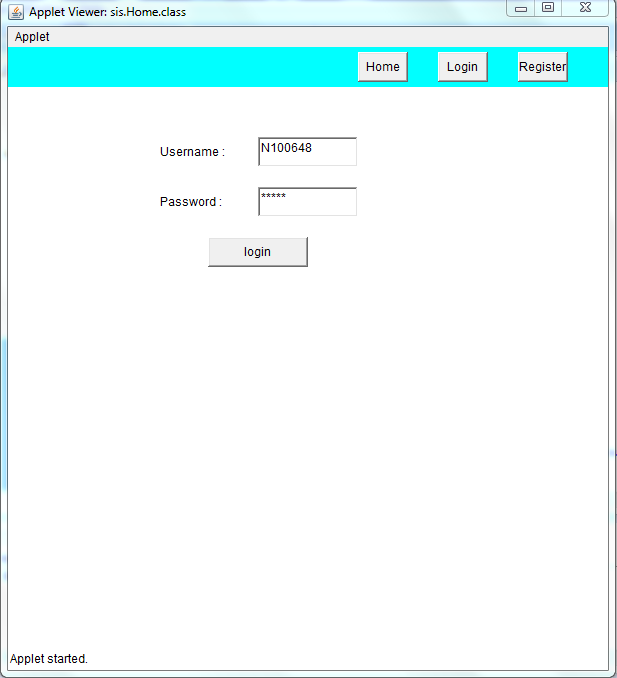 Applet Viewer: sis.Home.class
Applet
Home Login Register
Username : N100648
Password : *****
login
Applet started.